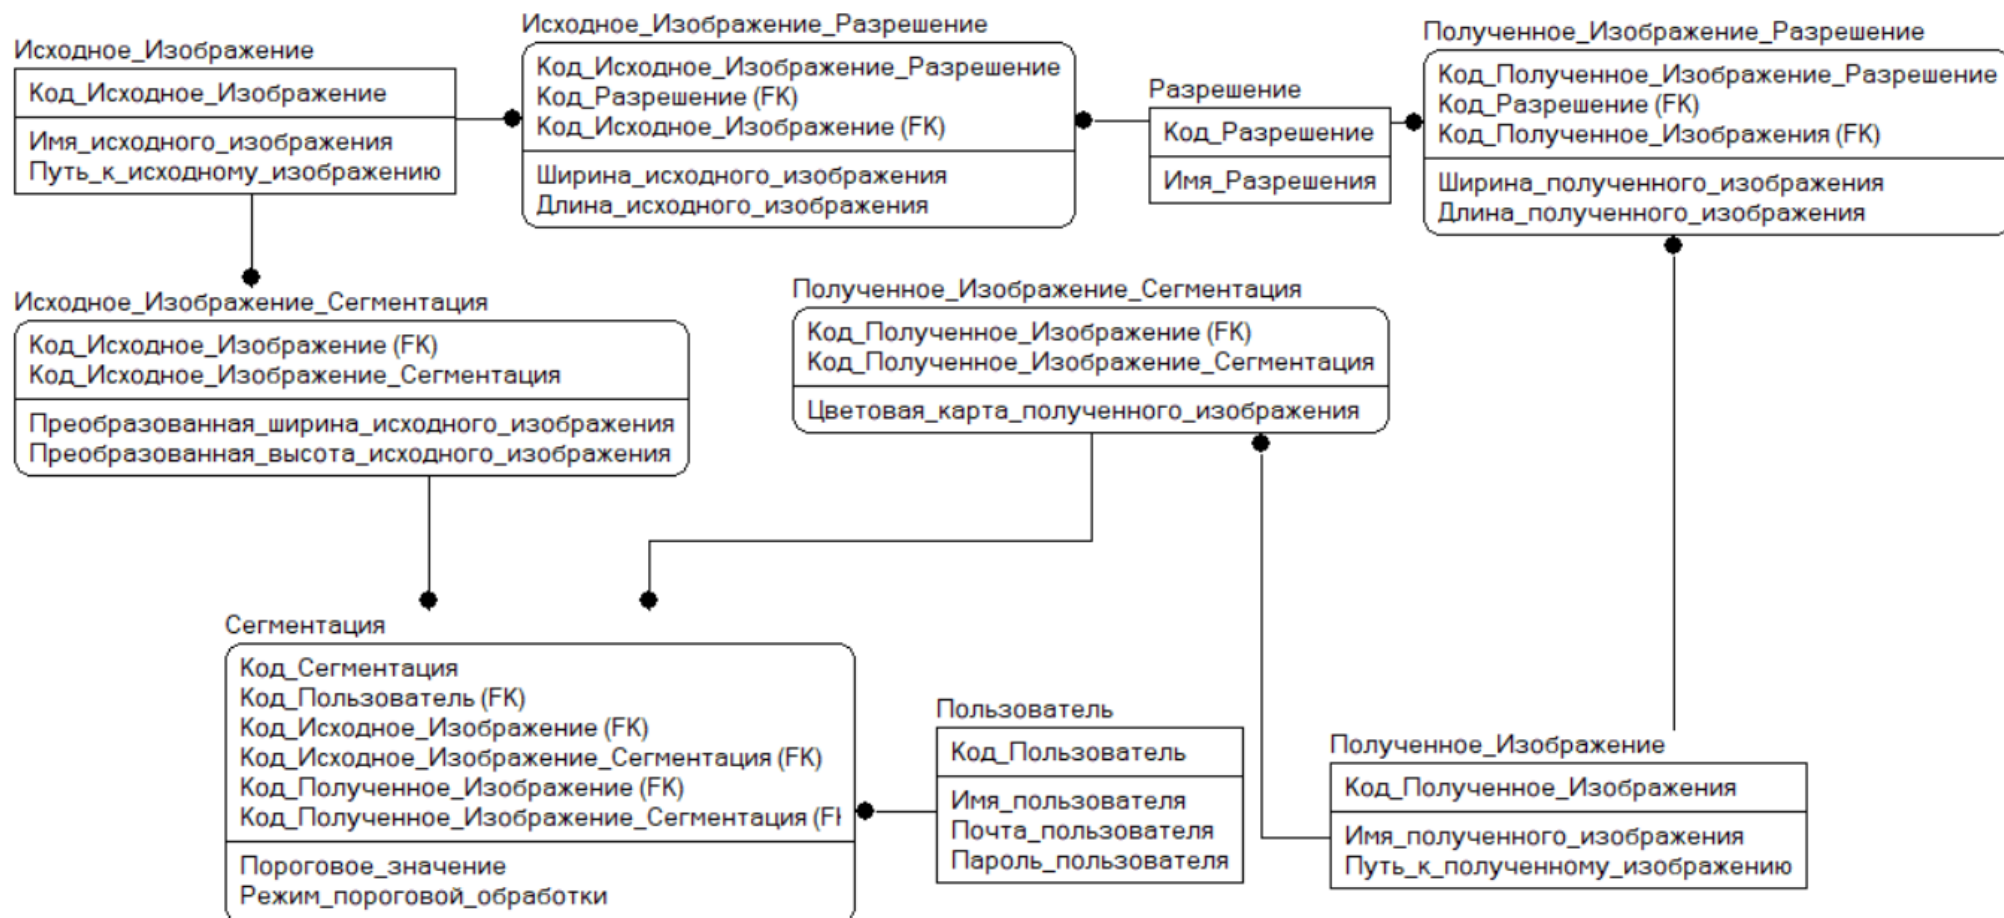 Исходное_Изображение
Код_Исходное_Изображение
Имя_исходного_изображения
Путь_к_исходному_изображению
Исходное_Изображение_Разрешение
Код_Исходное_Изображение_Разрешение
Код_Разрешение (FK)
Код_Исходное_Изображение (FK)
Ширина_исходного_изображения
Длина_исходного_изображения
Разрешение
Код_Разрешение
Имя_Разрешения
Полученное_Изображение_Разрешение
Код_Полученное_Изображение_Разрешение
Код_Разрешение (FK)
Код_Полученное_Изображения (FK)
Ширина_полученного_изображения
Длина_полученного_изображения
Исходное_Изображение_Сегментация
Код_Исходное_Изображение (FK)
Код_Исходное_Изображение_Сегментация
Преобразованная_ширина_исходного_изображения
Преобразованная_высота_исходного_изображения
Полученное_Изображение_Сегментация
Код_Полученное_Изображение (FK)
Код_Полученное_Изображение_Сегментация
Цветовая_карта_полученного_изображения
Сегментация
Код_Сегментация
Код_Пользователь (FK)
Код_Исходное_Изображение (FK)
Код_Исходное_Изображение_Сегментация (FK)
Код_Полученное_Изображение (FK)
Код_Полученное_Изображение_Сегментация
Пороговое_значение
Режим_пороговой_обработки
Пользователь
Код_Пользователь
Имя_пользователя
Почта_пользователя
Пароль_пользователя
Полученное_Изображение
Код_Полученное_Изображения
Имя_полученного_изображения
Путь_к_полученному_изображению